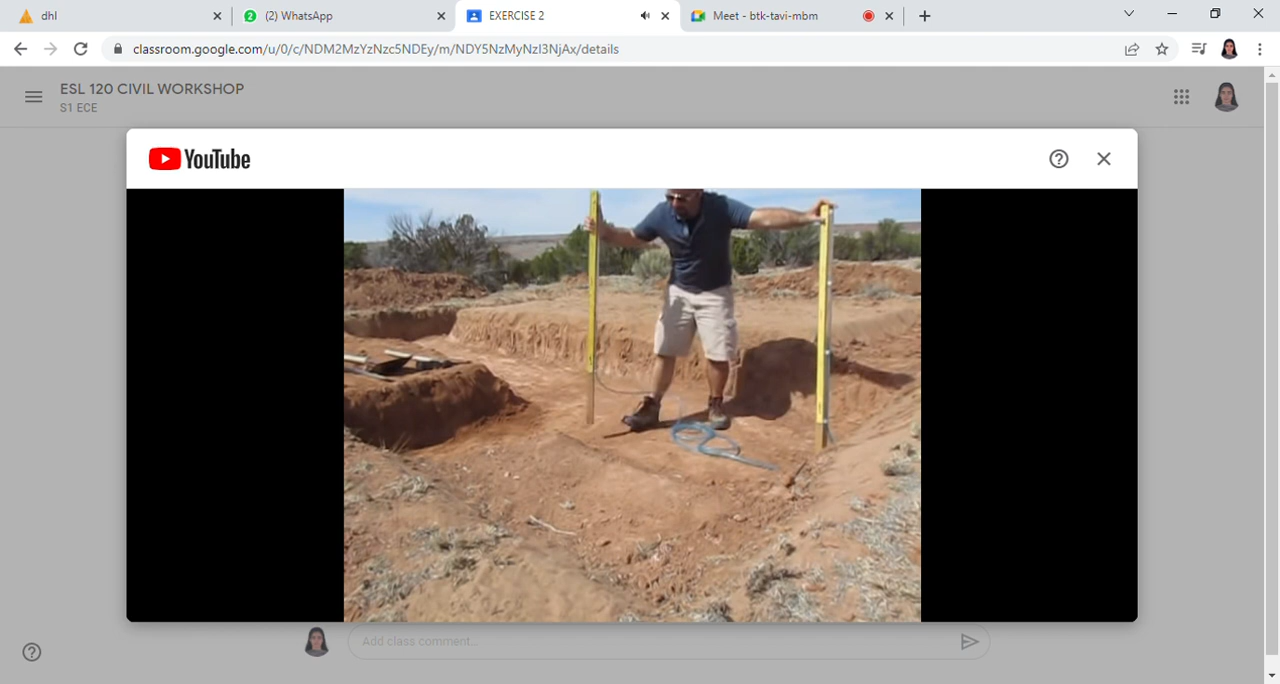 dhl
(2) WhatsApp
EXERCISE 2
Meet - btk-tavi-mbm
classroom.google.com/u/0/c/NDM2MzYzNzc5NDEy/m/NDY5NzMyNzI3NjAx/details
ESL 120 CIVIL WORKSHOP
S1 ECE
YouTube
Add class comment...